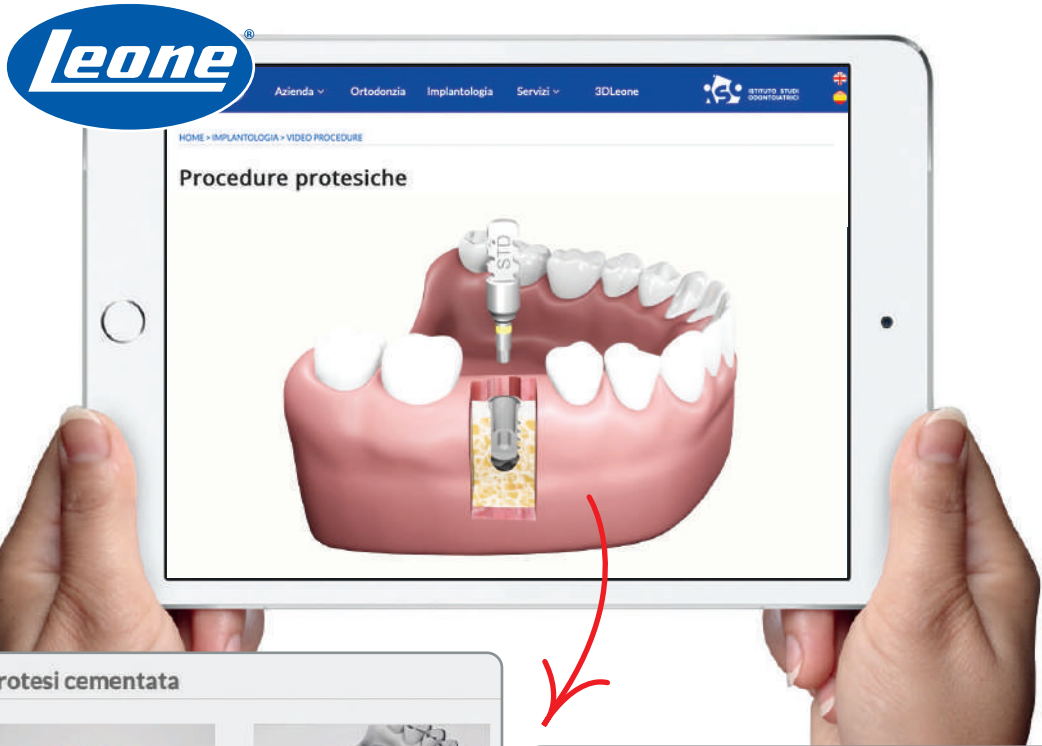 Leone®
Azienda Ortodonzia Implantologia Servizi 3DLeone
ISTITUTO STUDI
ODONTOIATRICI
HOME > IMPLANTOLOGIA > VIDEO PROCEDURE
Procedure protesiche
STD
rotesi cementata